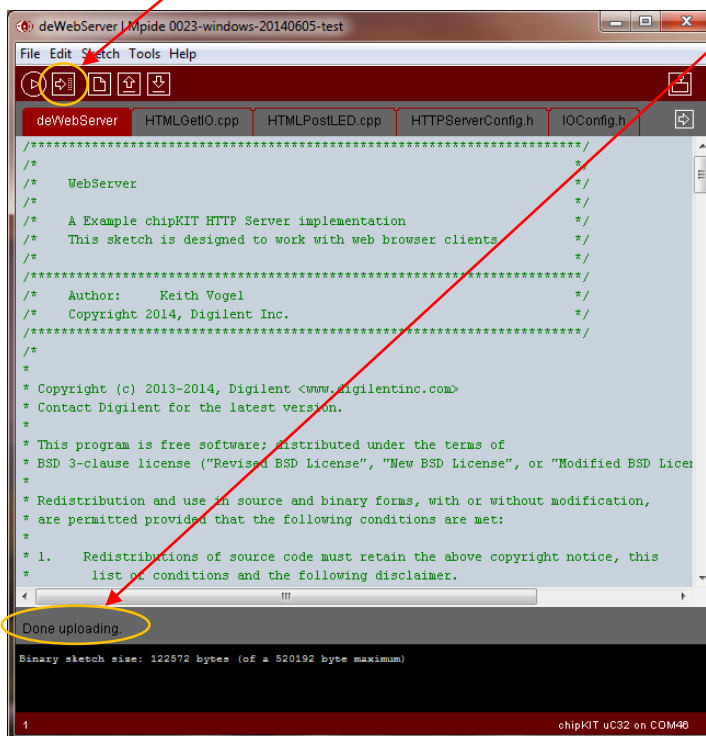 deWebServer | Mpide 0023-windows-20140605-test
File Edit Sketch Tools Help
deWebServer HTMLGetIO.cpp HTMLPostLED.cpp HTTPServerConfig.h IOConfig.h
/************************************************************************/
/* */
/* WebServer */
/* */
/* A Example chipKIT HTTP Server implementation */
/* This sketch is designed to work with web browser clients */
/* */
/************************************************************************/
/* Author: Keith Vogel */
/* Copyright 2014, Digilent Inc. */
/************************************************************************/
/*
*
* Copyright (c) 2013-2014, Digilent <www.digilentinc.com>
* Contact Digilent for the latest version.
*
* This program is free software; distributed under the terms of
* BSD 3-clause license ("Revised BSD License", "New BSD License", or "Modified BSD Licen
*
* Redistribution and use in source and binary forms, with or without modification,
* are permitted provided that the following conditions are met:
*
* 1. Redistributions of source code must retain the above copyright notice, this
* list of conditions and the following disclaimer.
Done uploading.
Binary sketch size: 122572 bytes (of a 520192 byte maximum)
1 chipKIT uC32 on COM46